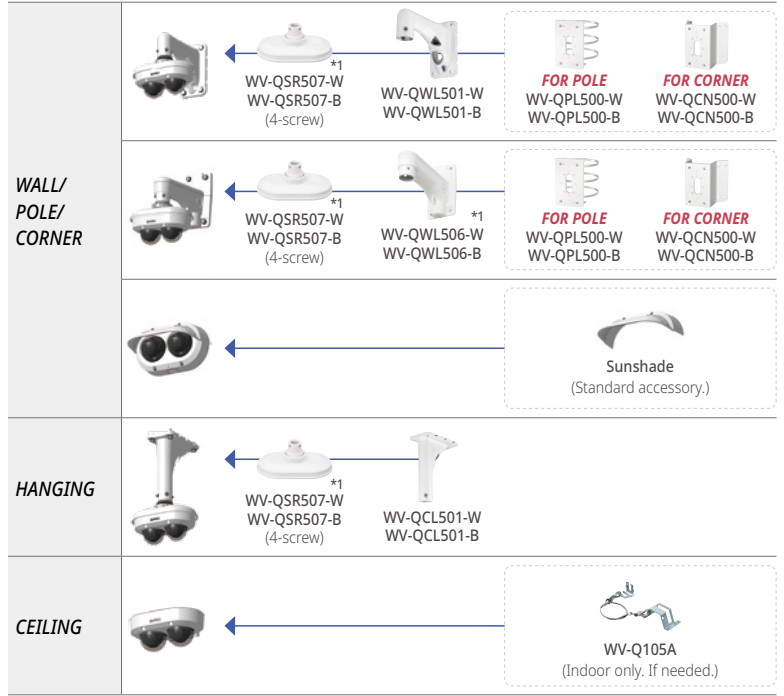 WALL/
POLE/
CORNER
*1
WV-QSR507-W
WV-QSR507-B
(4-screw)
WV-QWL501-W
WV-QWL501-B
FOR POLE
WV-QPL500-W
WV-QPL500-B
FOR CORNER
WV-QCN500-W
WV-QCN500-B
*1
WV-QSR507-W
WV-QSR507-B
(4-screw)
*1
WV-QWL506-W
WV-QWL506-B
FOR POLE
WV-QPL500-W
WV-QPL500-B
FOR CORNER
WV-QCN500-W
WV-QCN500-B
Sunshade
(Standard accessory.)
HANGING
*1
WV-QSR507-W
WV-QSR507-B
(4-screw)
WV-QCL501-W
WV-QCL501-B
CEILING
WV-Q105A
(Indoor only. If needed.)